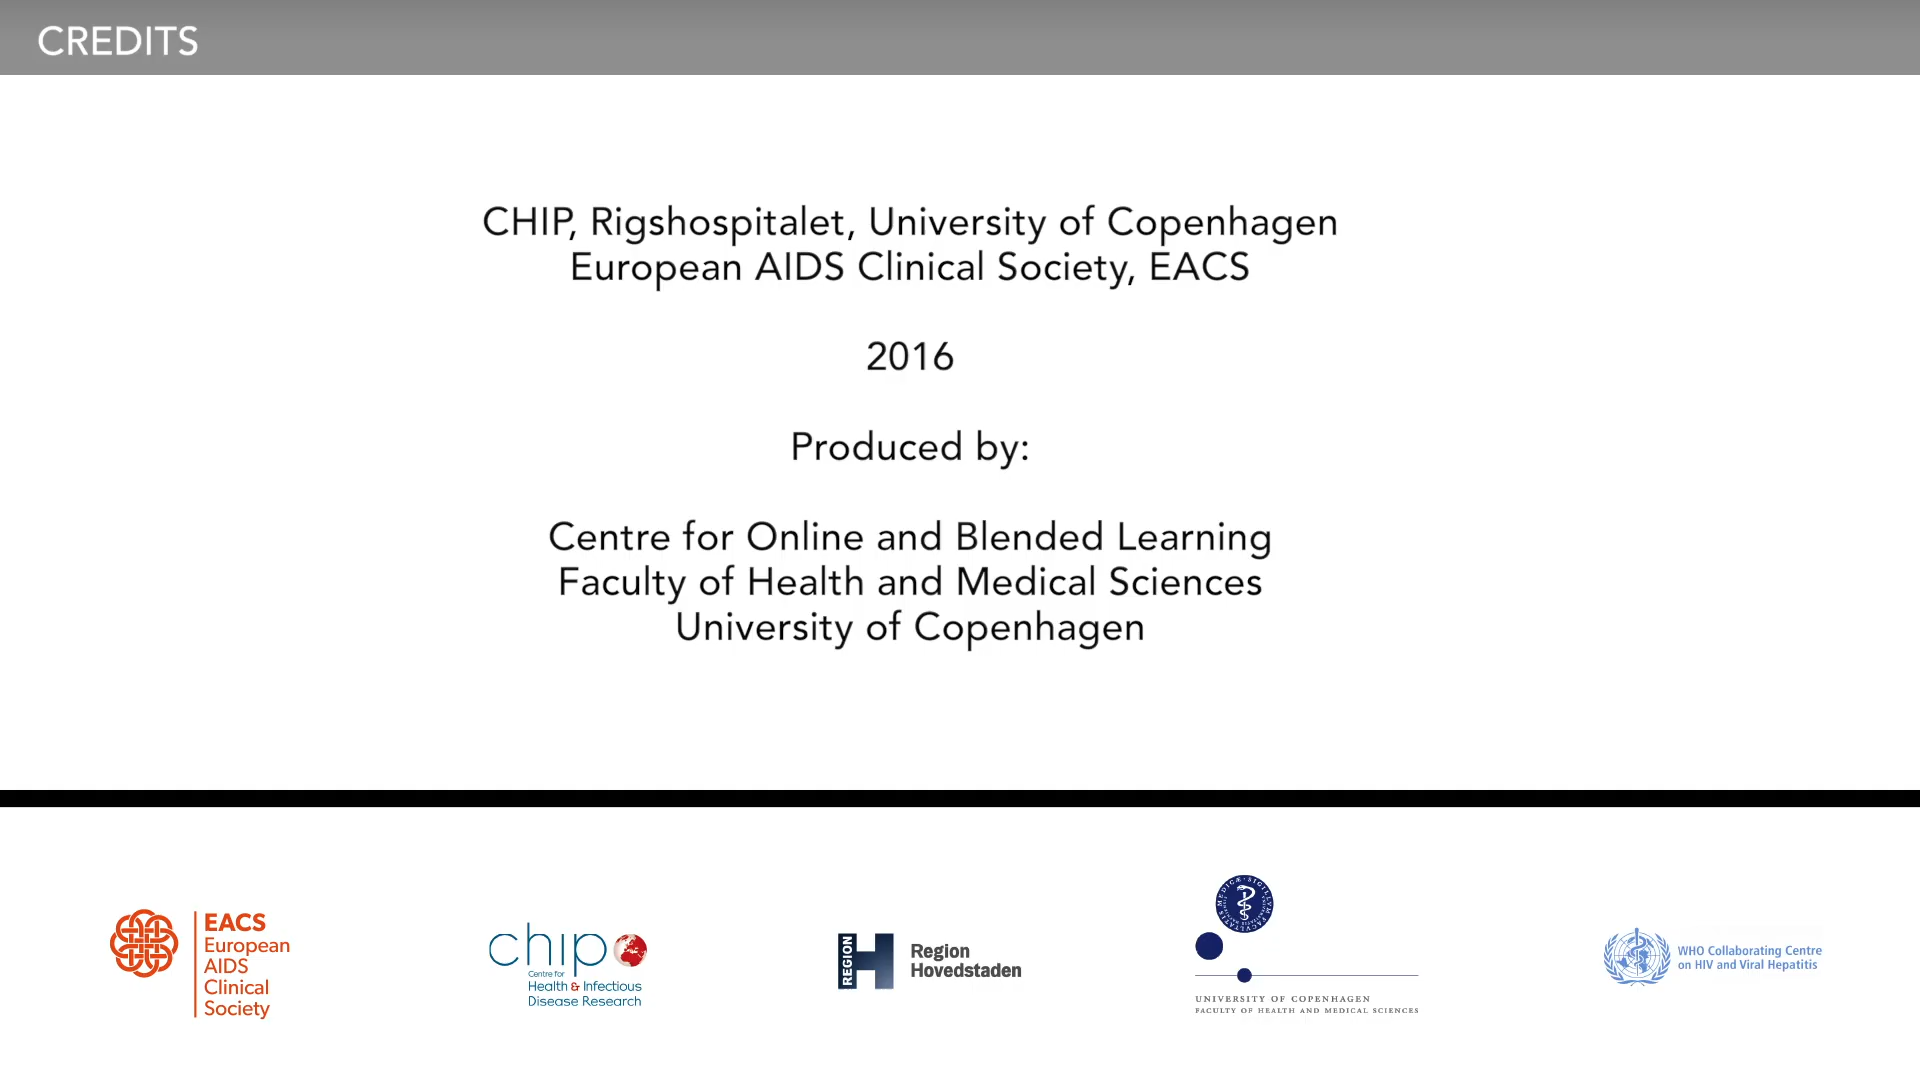 CREDITS
CHIP, Rigshospitalet, University of Copenhagen
European AIDS Clinical Society, EACS
2016
Produced by:
Centre for Online and Blended Learning
Faculty of Health and Medical Sciences
University of Copenhagen
EACS
European
AIDS
Clinical
Society
chip
Centre for
Health & Infectious
Disease Research
REGION H
Region
Hovedstaden
UNIVERSITY OF COPENHAGEN
FACULTY OF HEALTH AND MEDICAL SCIENCES
WHO Collaborating Centre
on HIV and Viral Hepatitis